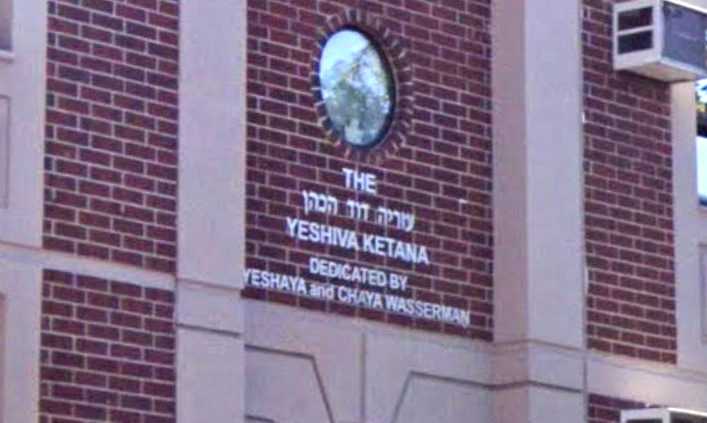 THE
עוריה דוד הכהן
YESHIVA KETANA
DEDICATED BY
YESHAYA and CHAYA WASSERMAN